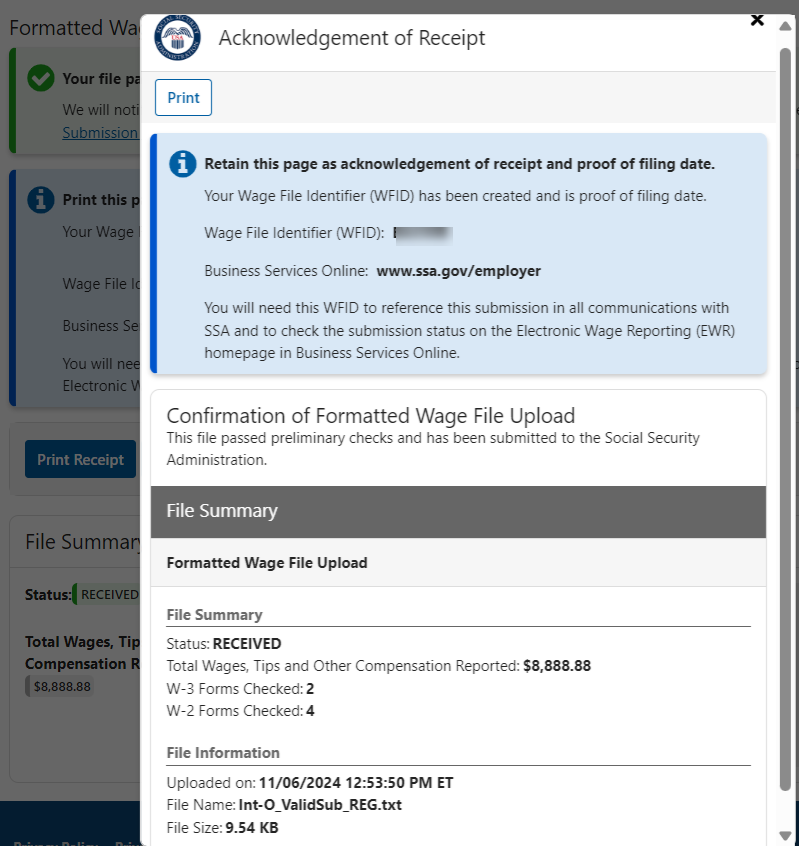 Formatted Wa
Your file pa
We will noti
Submission
Print this p
Your Wage
Wage File Id
Business Se
You will nee
Electronic W
Print Receipt
File Summary
Status: RECEIVED
Total Wages, Tip
Compensation R
$8,888.88
Acknowledgement of Receipt
Print
Retain this page as acknowledgement of receipt and proof of filing date.
Your Wage File Identifier (WFID) has been created and is proof of filing date.
Wage File Identifier (WFID):
Business Services Online: www.ssa.gov/employer
You will need this WFID to reference this submission in all communications with
SSA and to check the submission status on the Electronic Wage Reporting (EWR)
homepage in Business Services Online.
Confirmation of Formatted Wage File Upload
This file passed preliminary checks and has been submitted to the Social Security
Administration.
File Summary
Formatted Wage File Upload
File Summary
Status: RECEIVED
Total Wages, Tips and Other Compensation Reported: $8,888.88
W-3 Forms Checked: 2
W-2 Forms Checked: 4
File Information
Uploaded on: 11/06/2024 12:53:50 PM ET
File Name: Int-O_ValidSub_REG.txt
File Size: 9.54 KB